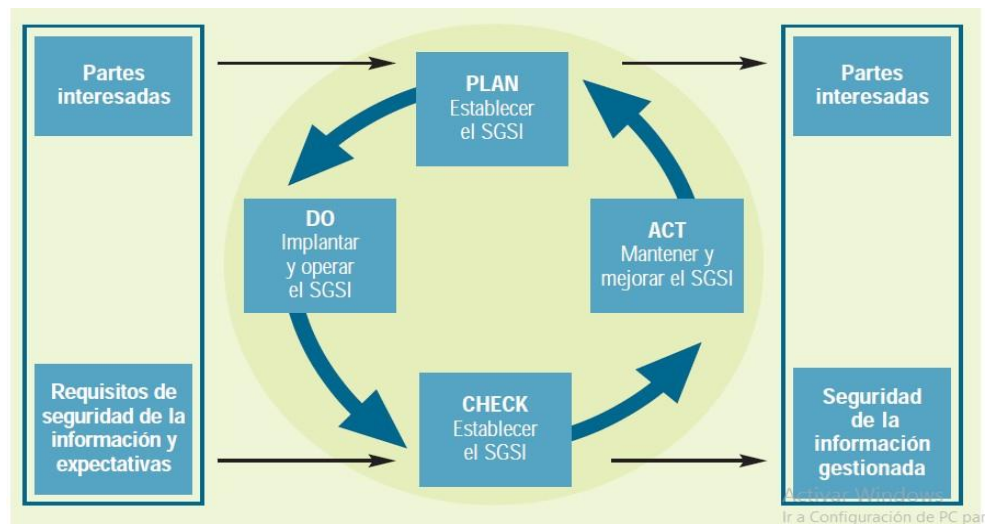 Partes
interesadas
PLAN
Establecer
el SGSI
Partes
interesadas
DO
Implantar
y operar
el SGSI
ACT
Mantener y
mejorar el SGSI
Requisitos de
seguridad de la
información y
expectativas
CHECK
Establecer
el SGSI
Seguridad
de la
información
gestionada
Activar Windows
Ir a Configuración de PC par